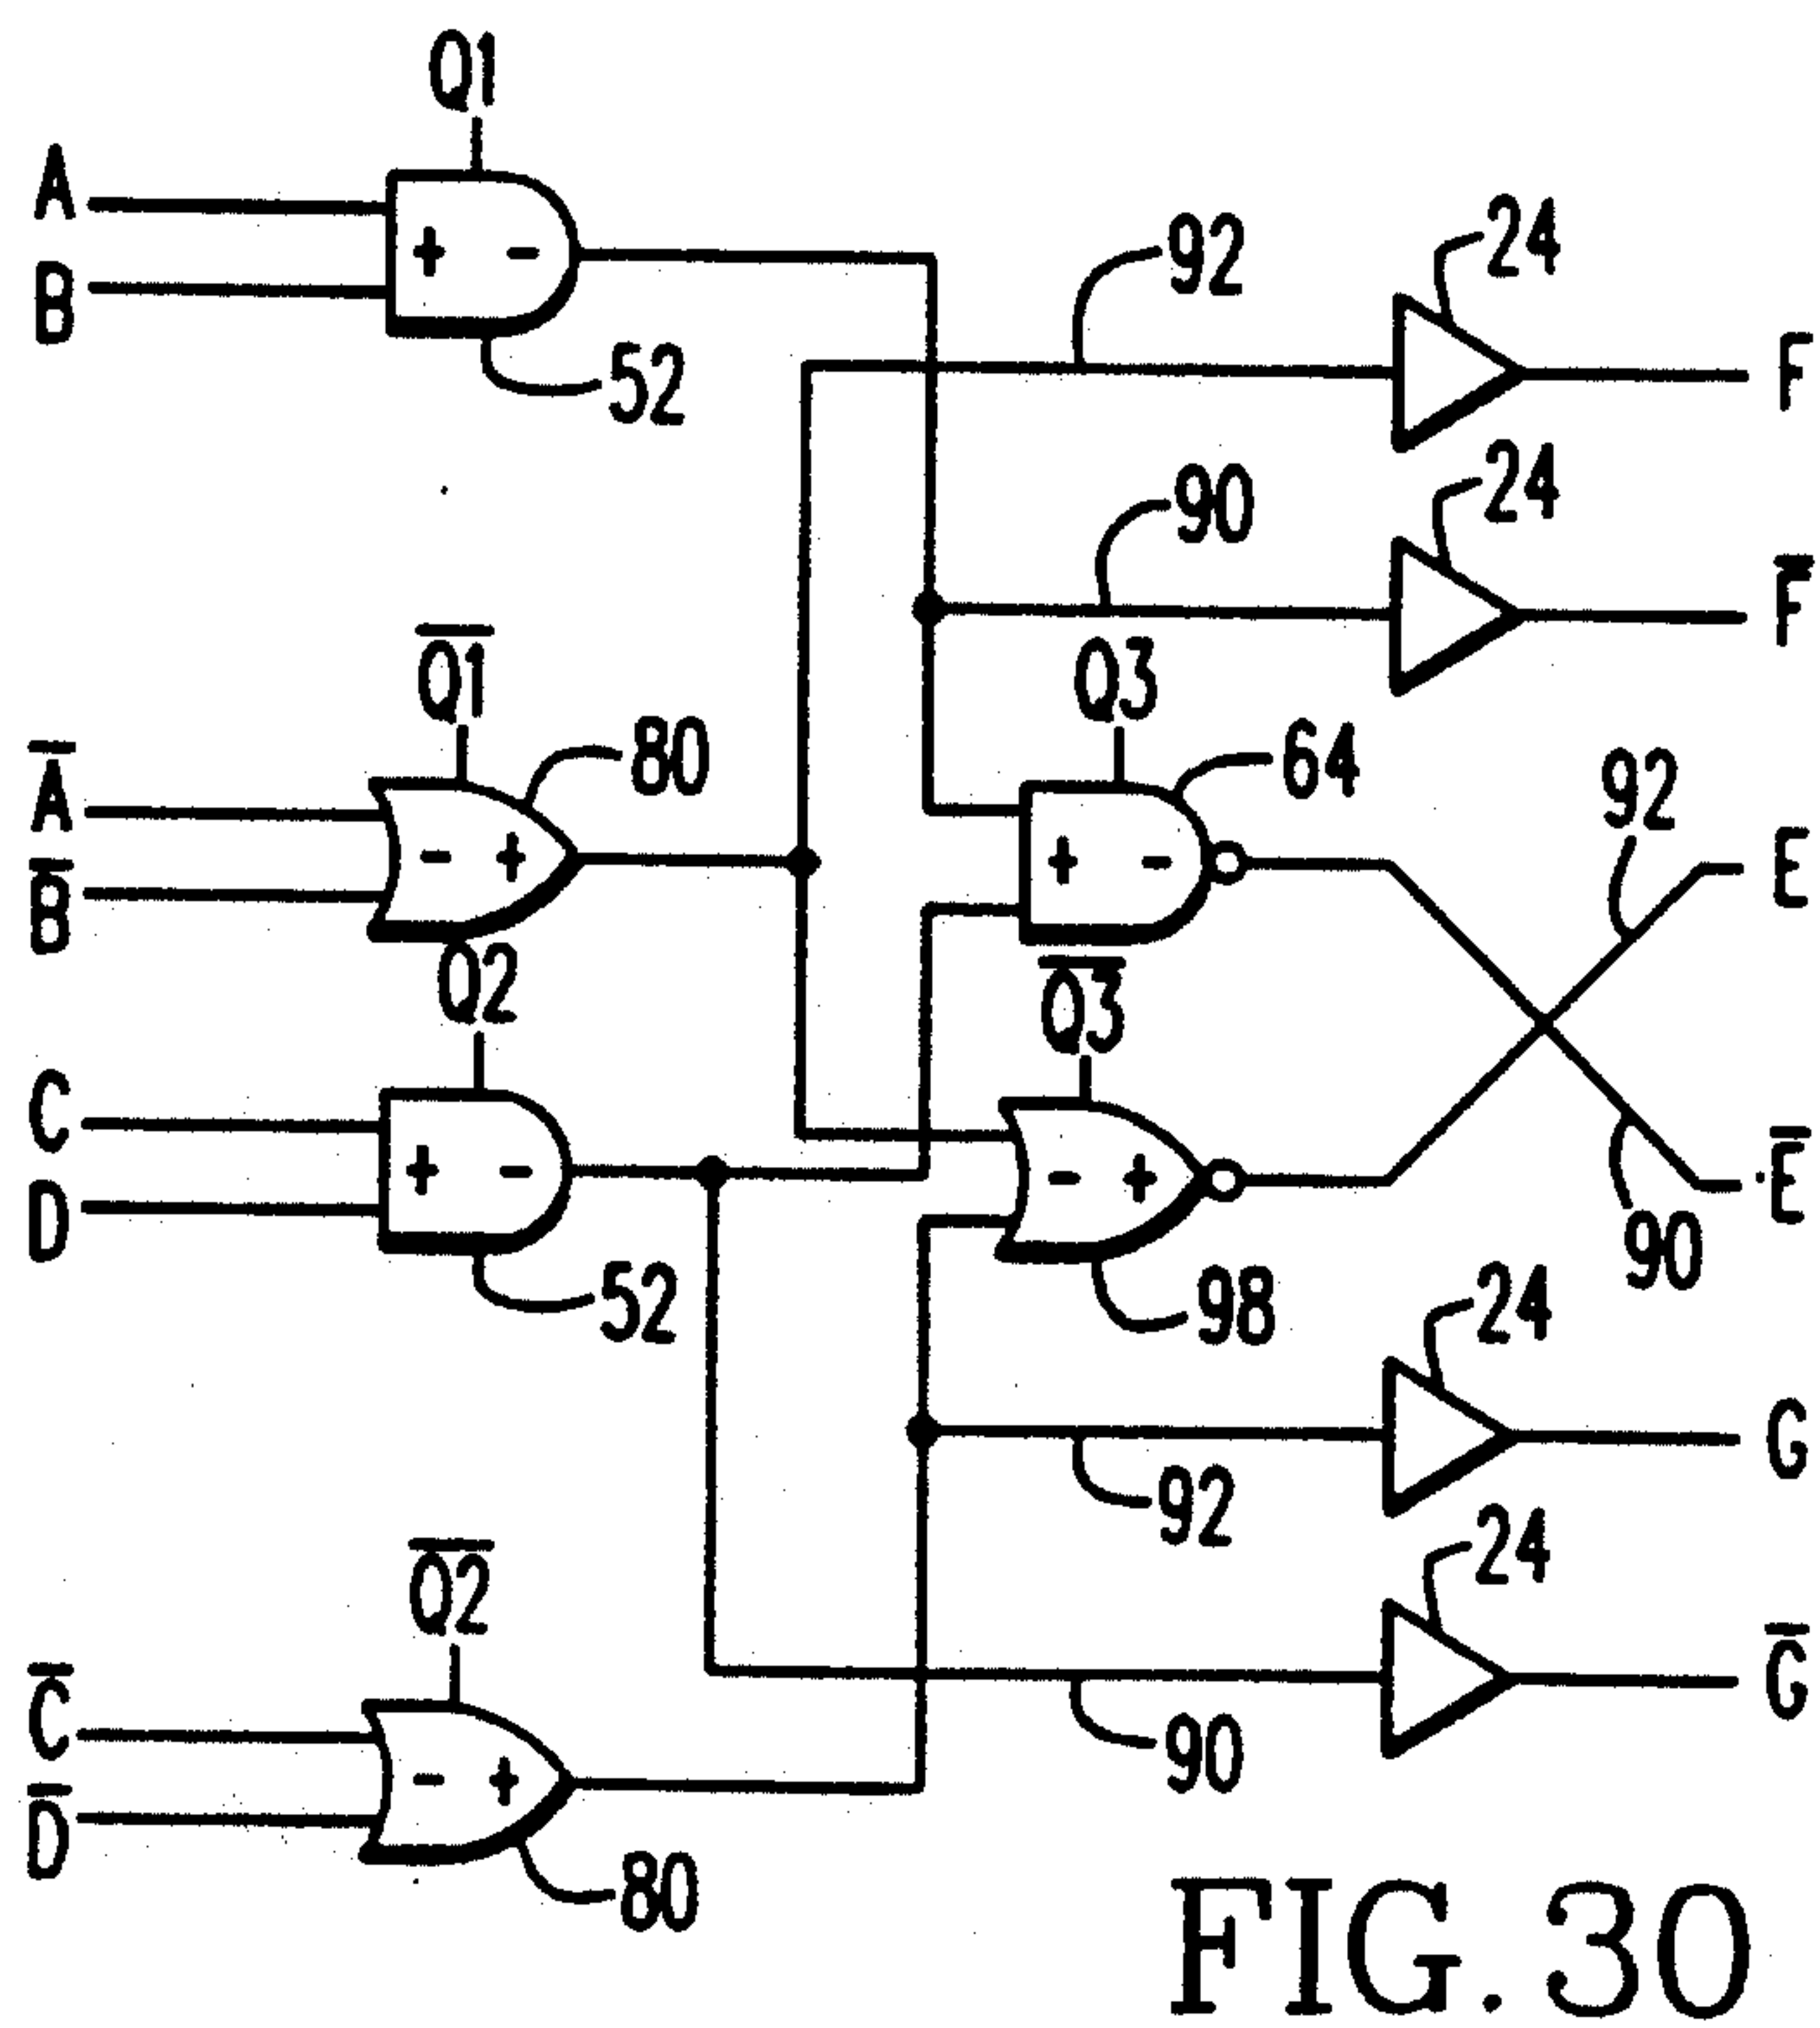 Q1
A
B
+ -
52
92
24
F
90
24
F̅
Q̅1̅
80
A̅
B̅
- +
Q3
64
+ -
92
E
Q2
C
D
+ -
52
Q̅3̅
- +
98
E̅
90
24
G
92
24
Q̅2̅
C̅
D̅
- +
80
90
G̅
FIG. 30